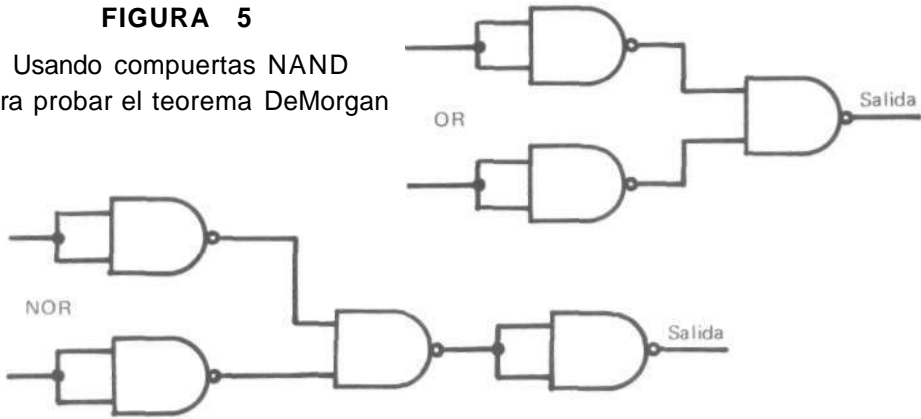 FIGURA 5
Usando compuertas NAND
ra probar el teorema DeMorgan
OR
Salida
NOR
Salida